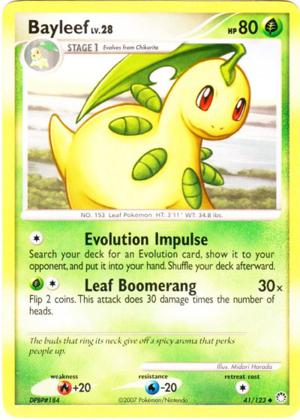 Bayleef LV.28 HP 80
STAGE 1 Evolves from Chikorita
NO. 153 Leaf Pokémon HT: 3'11" WT: 34.8 lbs.
Evolution Impulse
Search your deck for an Evolution card, show it to your
opponent, and put it into your hand. Shuffle your deck afterward.
Leaf Boomerang 30×
Flip 2 coins. This attack does 30 damage times the number of
heads.
The buds that ring its neck give off a spicy aroma that perks
people up.
Illus. Midori Harada
weakness resistance retreat cost
+20 -20
DPBP#184 ©2007 Pokémon/Nintendo 41/123